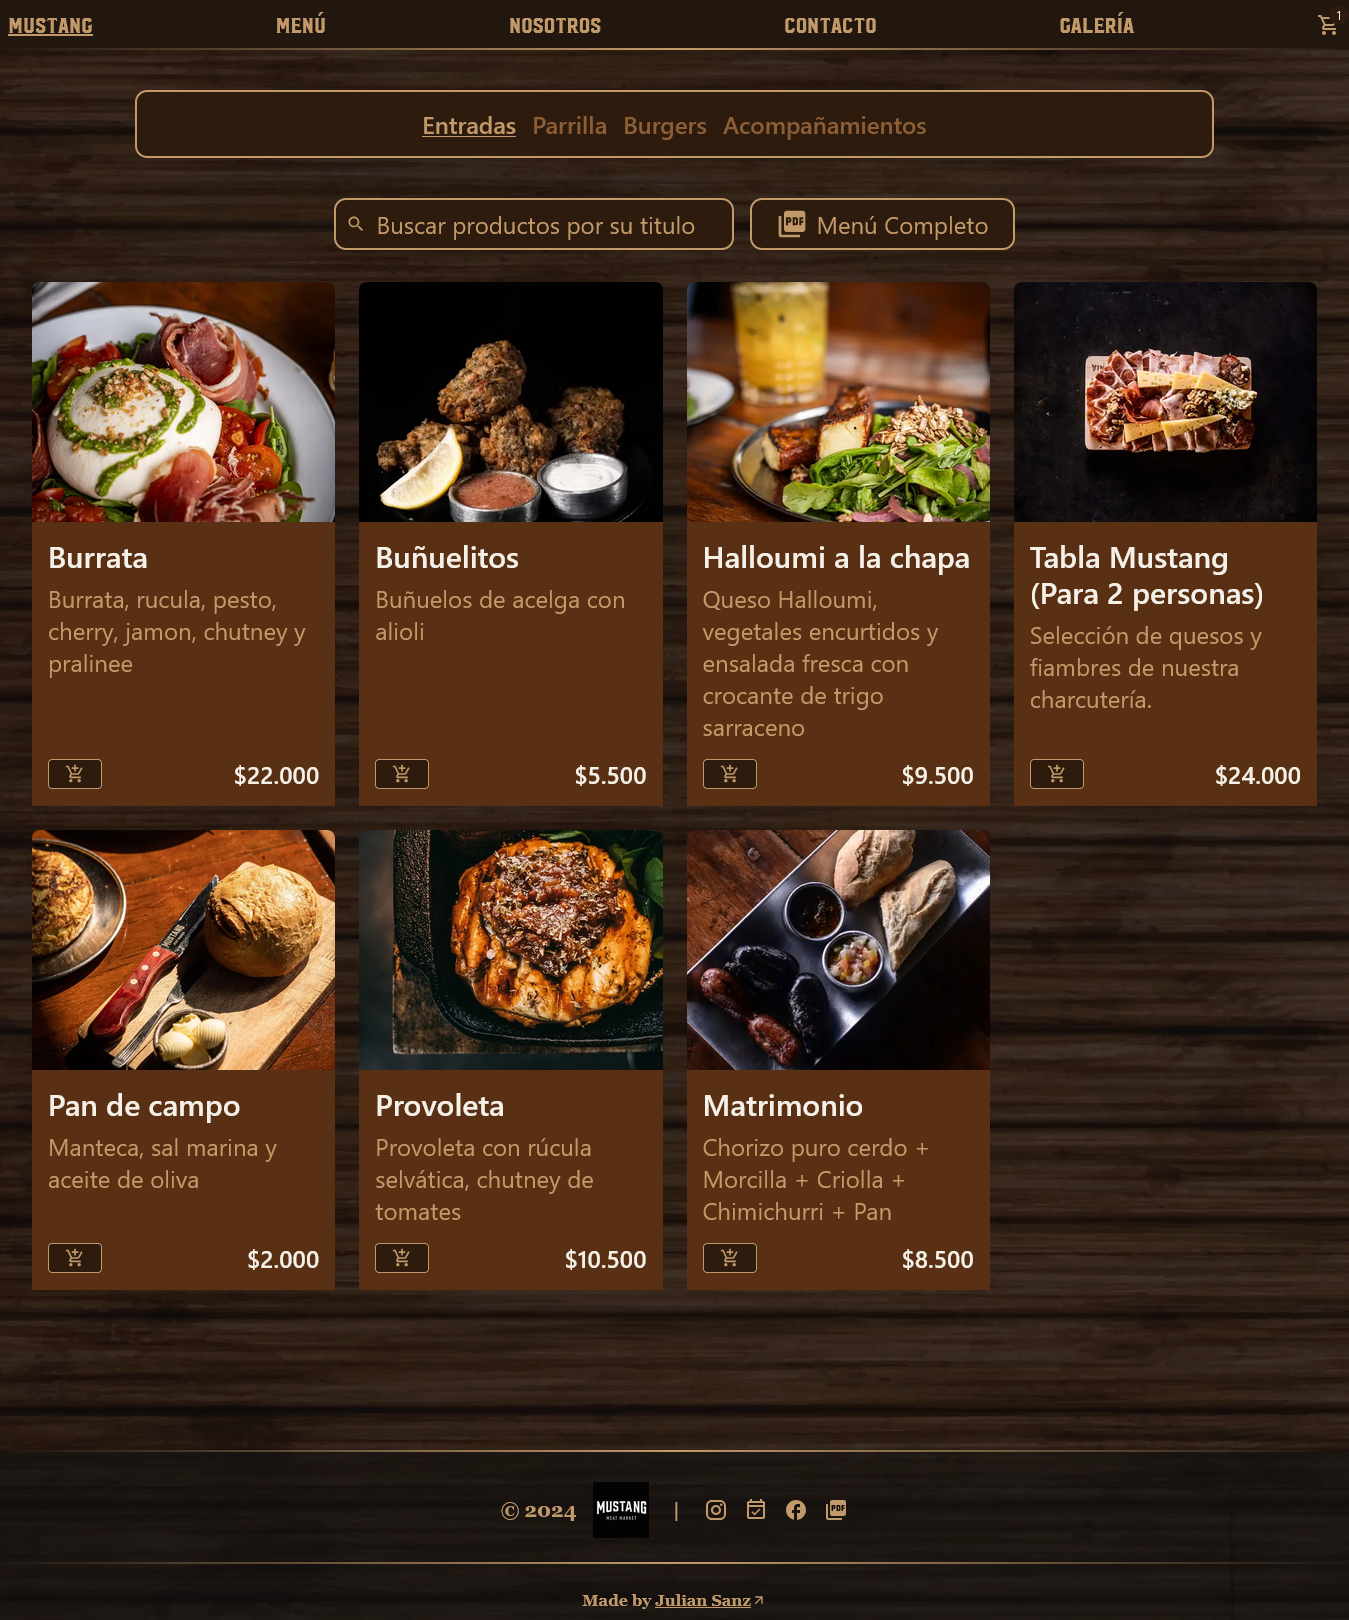 MUSTANG MENÚ NOSOTROS CONTACTO GALERÍA 1
Entradas Parrilla Burgers Acompañamientos
Buscar productos por su titulo PDF Menú Completo
Burrata
Burrata, rucula, pesto,
cherry, jamon, chutney y
pralinee
$22.000
Buñuelitos
Buñuelos de acelga con
alioli
$5.500
Halloumi a la chapa
Queso Halloumi,
vegetales encurtidos y
ensalada fresca con
crocante de trigo
sarraceno
$9.500
Tabla Mustang
(Para 2 personas)
Selección de quesos y
fiambres de nuestra
charcutería.
$24.000
MUSTANG
Pan de campo
Manteca, sal marina y
aceite de oliva
$2.000
Provoleta
Provoleta con rúcula
selvática, chutney de
tomates
$10.500
Matrimonio
Chorizo puro cerdo +
Morcilla + Criolla +
Chimichurri + Pan
$8.500
© 2024 MUSTANG | PDF
MEAT MARKET
Made by Julian Sanz